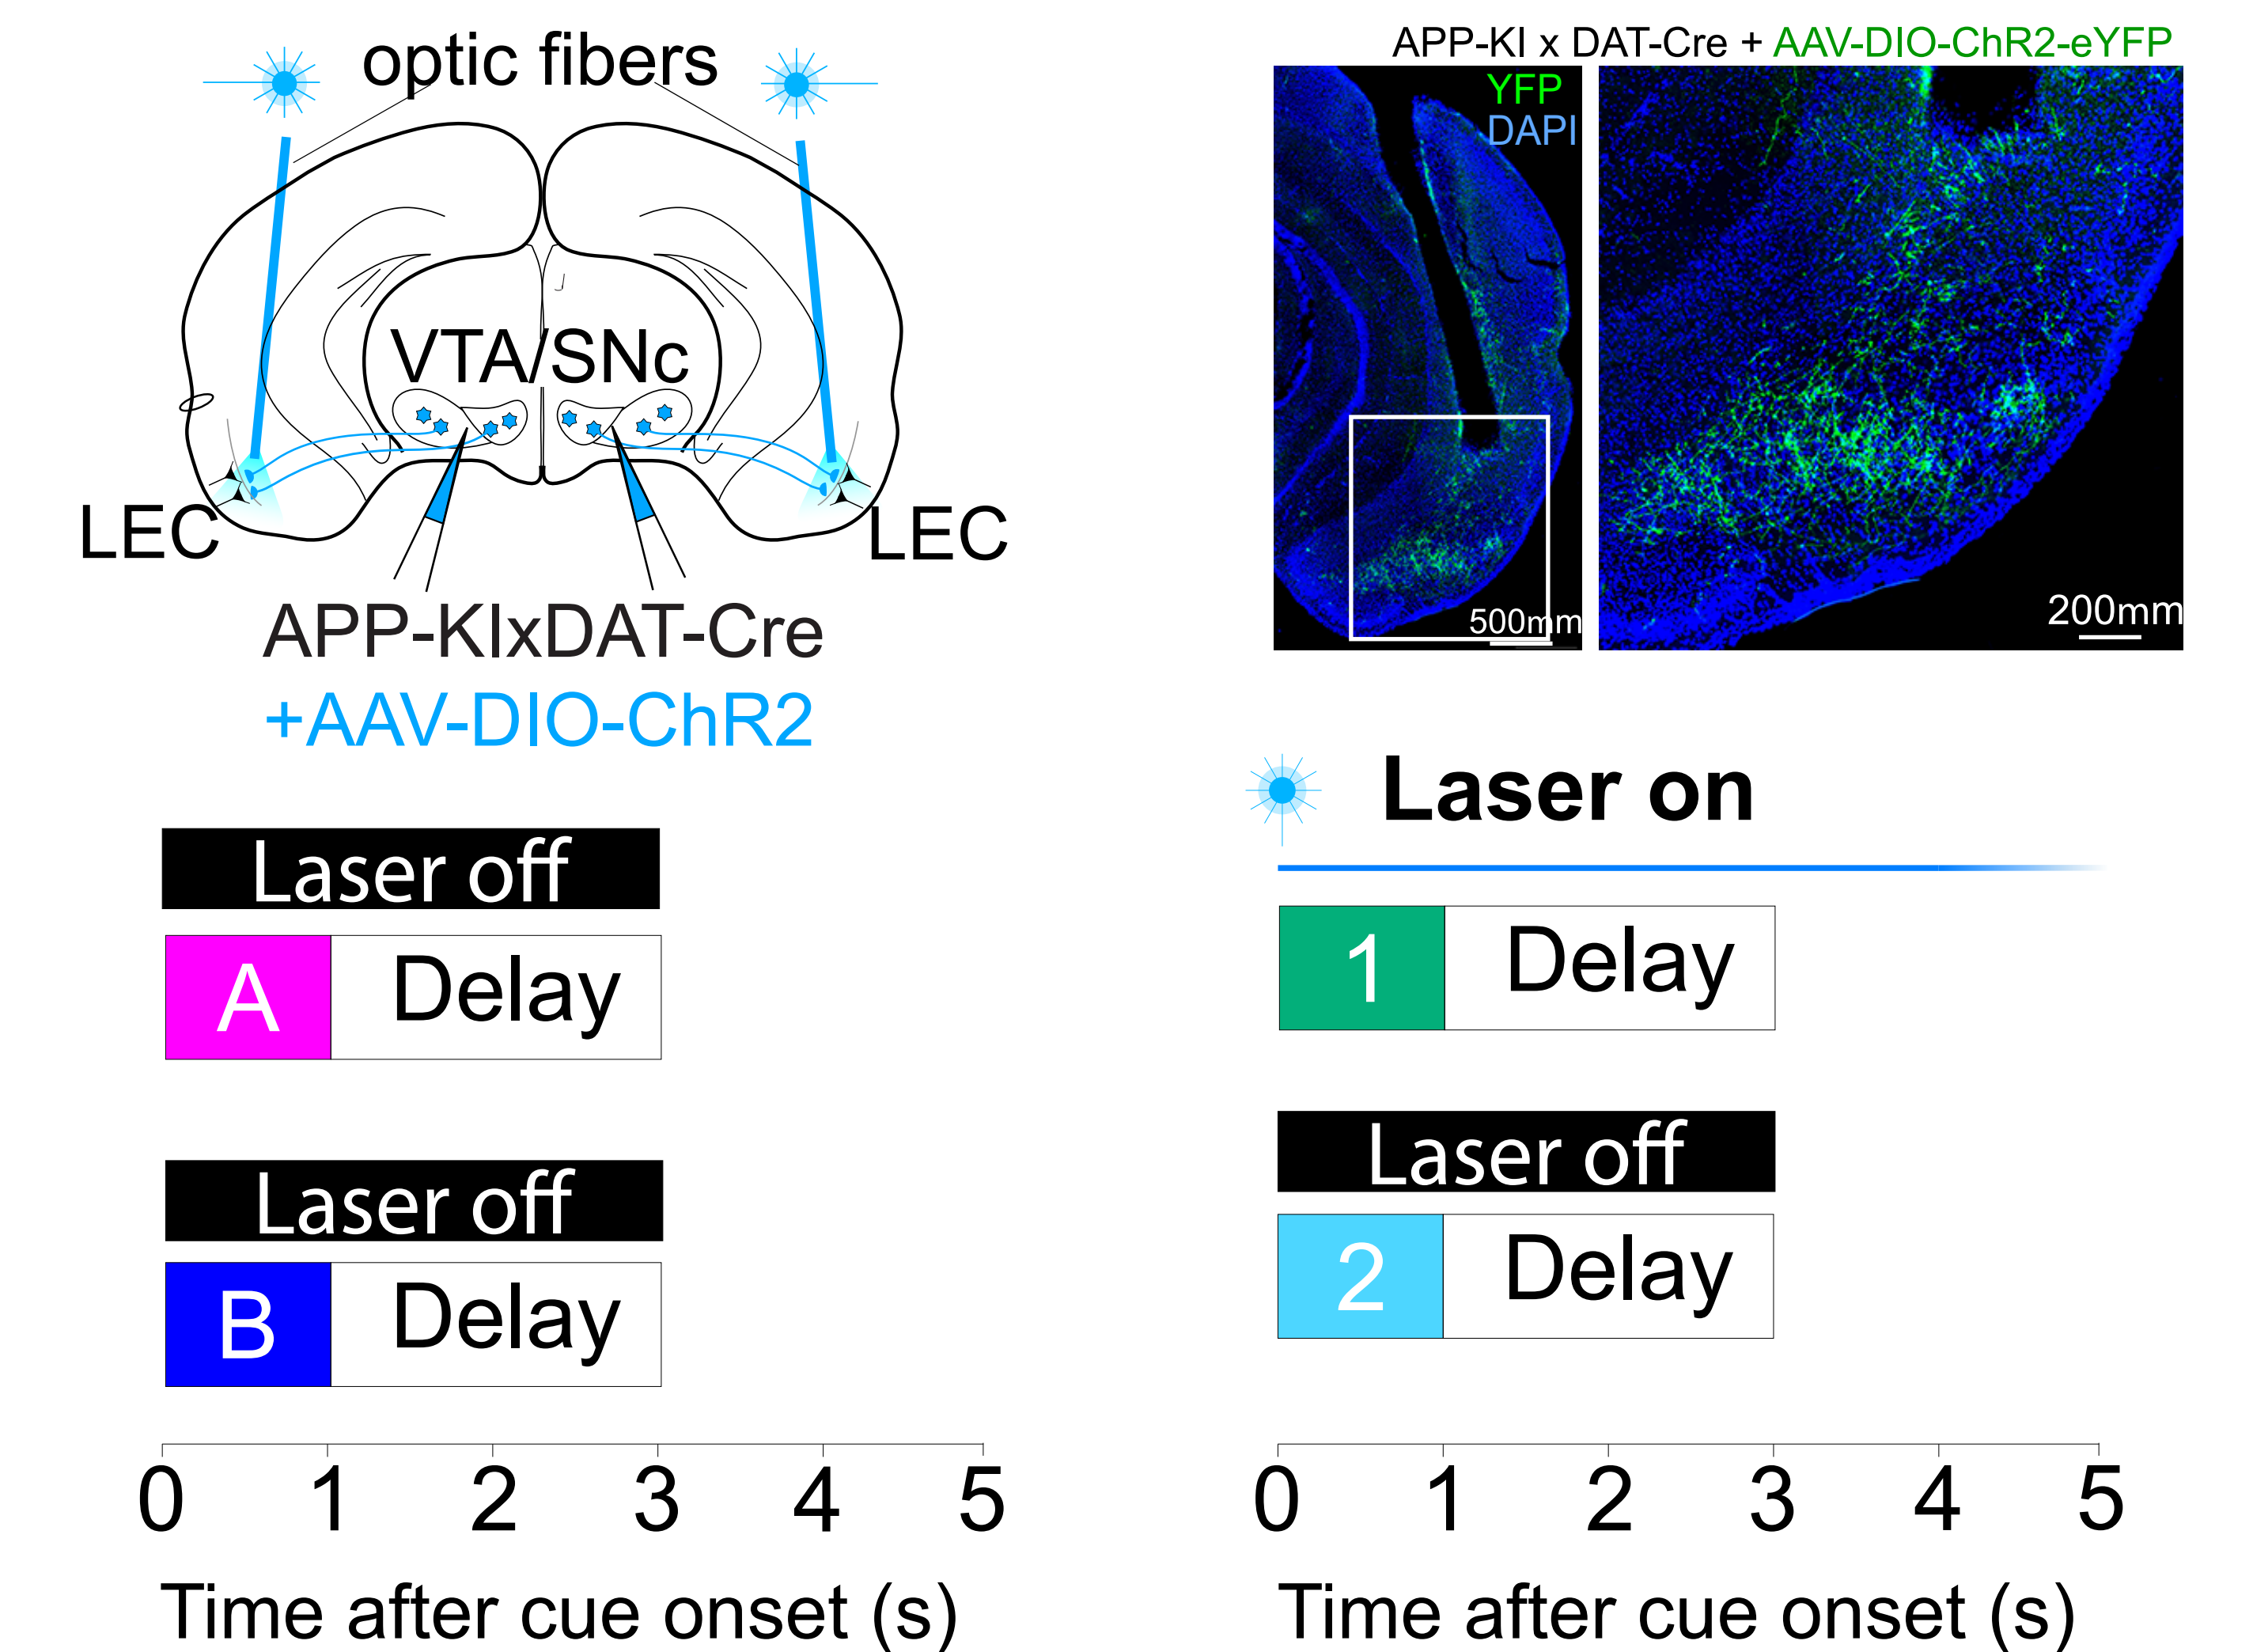 optic fibers
VTA/SNc
LEC
LEC
APP-KIxDAT-Cre
+AAV-DIO-ChR2
APP-KI x DAT-Cre + AAV-DIO-ChR2-eYFP
YFP
DAPI
500mm
200mm
Laser off
A Delay
Laser off
B Delay
0 1 2 3 4 5
Time after cue onset (s)
Laser on
1 Delay
Laser off
2 Delay
0 1 2 3 4 5
Time after cue onset (s)